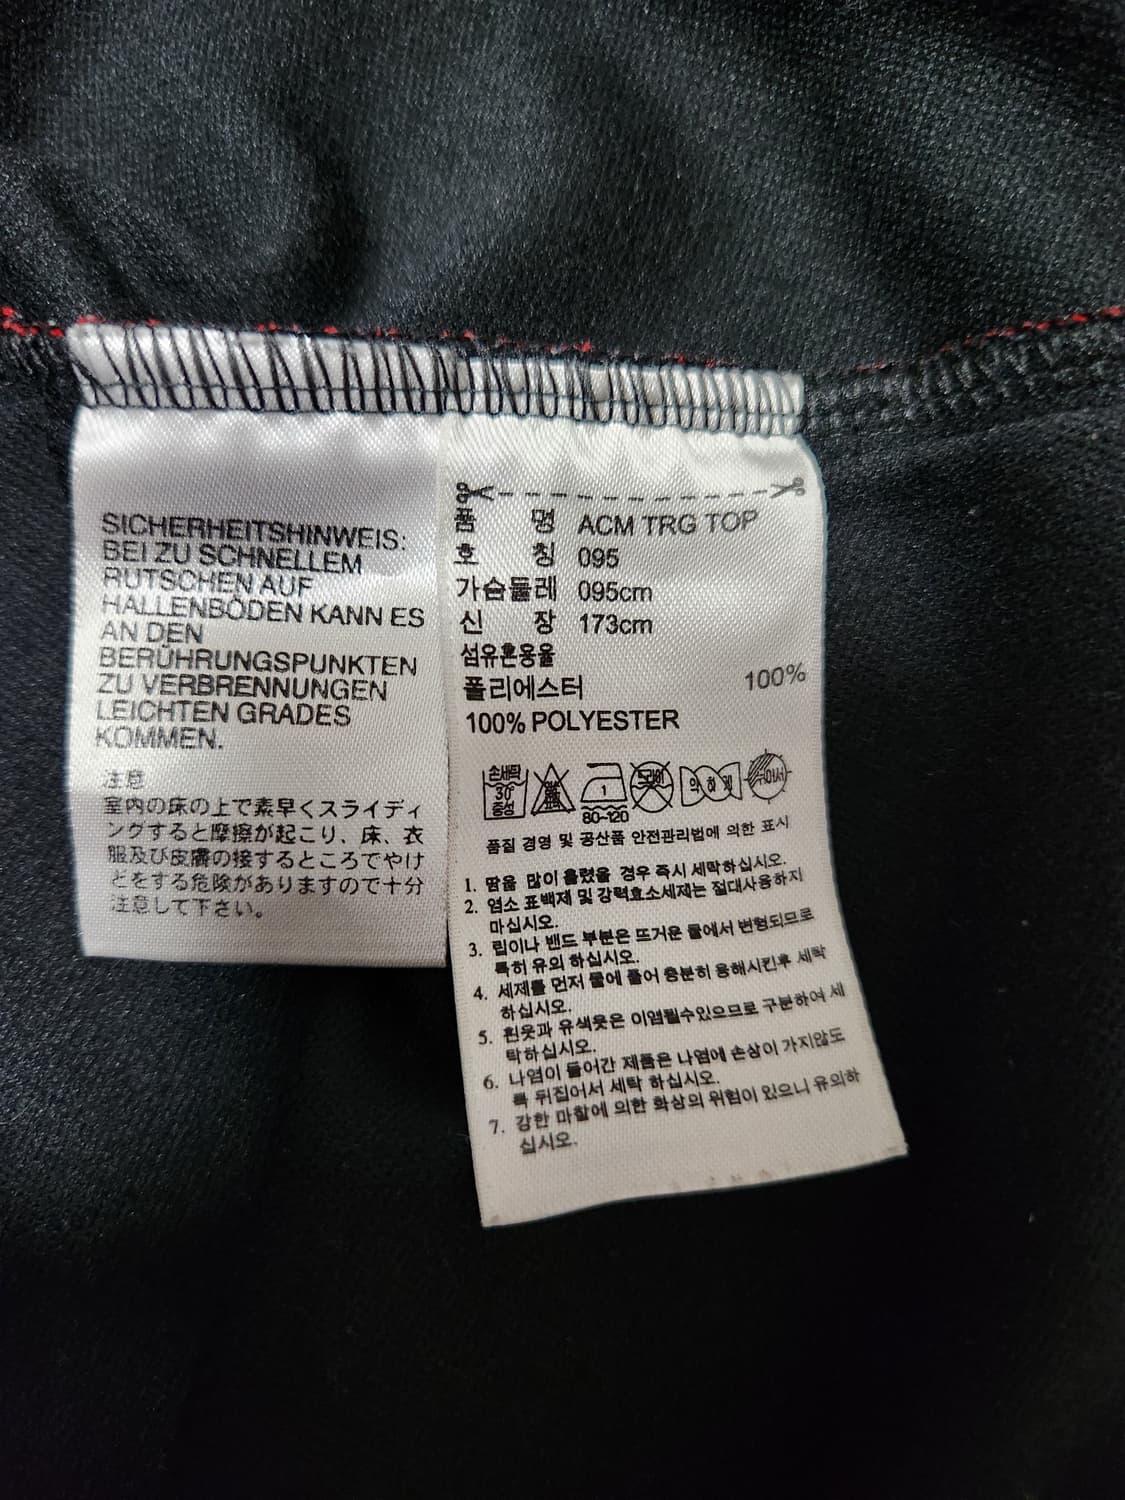 SICHERHEITSHINWEIS:
BEI ZU SCHNELLEM
RUTSCHEN AUF
HALLENBÖDEN KANN ES
AN DEN
BERÜHRUNGSPUNKTEN
ZU VERBRENNUNGEN
LEICHTEN GRADES
KOMMEN.
注意
室内の床の上で素早くスライディ
ングすると摩擦が起こり、床、衣
服及び皮膚の接するところでやけ
どをする危険がありますので十分
注意して下さい。
품 명 ACM TRG TOP
호 칭 095
가슴둘레 095cm
신 장 173cm
섬유혼용율
폴리에스터 100%
100% POLYESTER
손세탁 30° 중성 1 80-120 드라이 약하게
품질 경영 및 공산품 안전관리법에 의한 표시
1. 땀을 많이 흘렸을 경우 즉시 세탁하십시오.
2. 염소 표백제 및 강력효소세제는 절대사용하지
마십시오.
3. 립이나 밴드 부분은 뜨거운 물에서 변형되므로
특히 유의 하십시오.
4. 세제를 먼저 물에 풀어 충분히 용해시킨후 세탁
하십시오.
5. 흰옷과 유색옷은 이염될수있으므로 구분하여 세
탁하십시오.
6. 나염이 들어간 제품은 나염에 손상이 가지않도
록 뒤집어서 세탁 하십시오.
7. 강한 마찰에 의한 화상의 위험이 있으니 유의하
십시오.